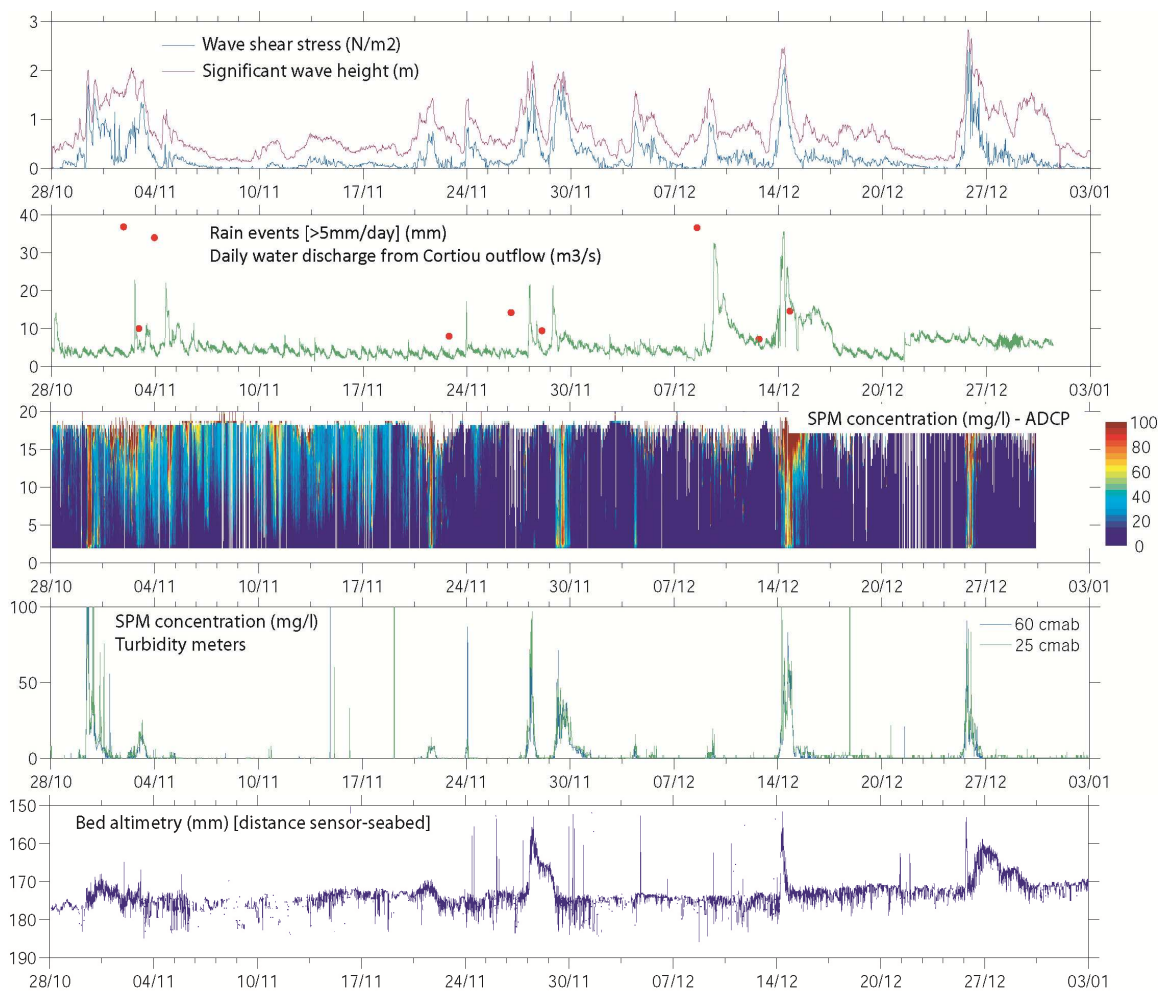 3
2
1
0
Wave shear stress (N/m2)
Significant wave height (m)
28/10 04/11 10/11 17/11 24/11 30/11 07/12 14/12 20/12 27/12 03/01
40
30
20
10
0
Rain events [>5mm/day] (mm)
Daily water discharge from Cortiou outflow (m3/s)
28/10 04/11 10/11 17/11 24/11 30/11 07/12 14/12 20/12 27/12 03/01
20
15
10
5
0
SPM concentration (mg/l) - ADCP
100
80
60
40
20
0
28/10 04/11 10/11 17/11 24/11 30/11 07/12 14/12 20/12 27/12 03/01
100
50
0
SPM concentration (mg/l)
Turbidity meters
60 cmab
25 cmab
28/10 04/11 10/11 17/11 24/11 30/11 07/12 14/12 20/12 27/12 03/01
150
160
170
180
190
Bed altimetry (mm) [distance sensor-seabed]
28/10 04/11 10/11 17/11 24/11 30/11 07/12 14/12 20/12 27/12 03/01